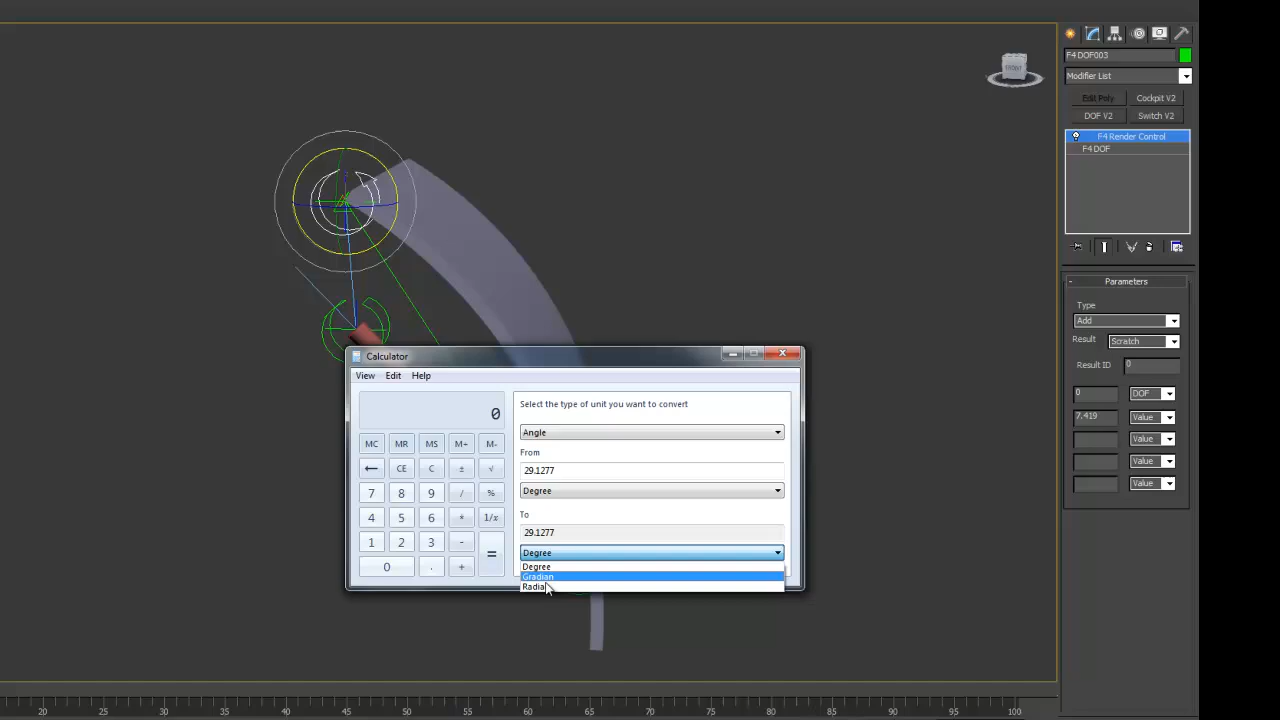 FRONT
F4 DOF003
Modifier List
Edit Poly
Cockpit V2
DOF V2
Switch V2
F4 Render Control
F4 DOF
- Parameters
Type
Add
Result
Scratch
Result ID
0
0
DOF
7.419
Value
Value
Value
Value
Calculator
View Edit Help
0
MC MR MS M+ M-
← CE C ± √
7 8 9 / %
4 5 6 * 1/x
1 2 3 - =
0 . +
Select the type of unit you want to convert
Angle
From
29.1277
Degree
To
29.1277
Degree
Degree
Gradian
Radian
20 25 30 35 40 45 50 55 60 65 70 75 80 85 90 95 100